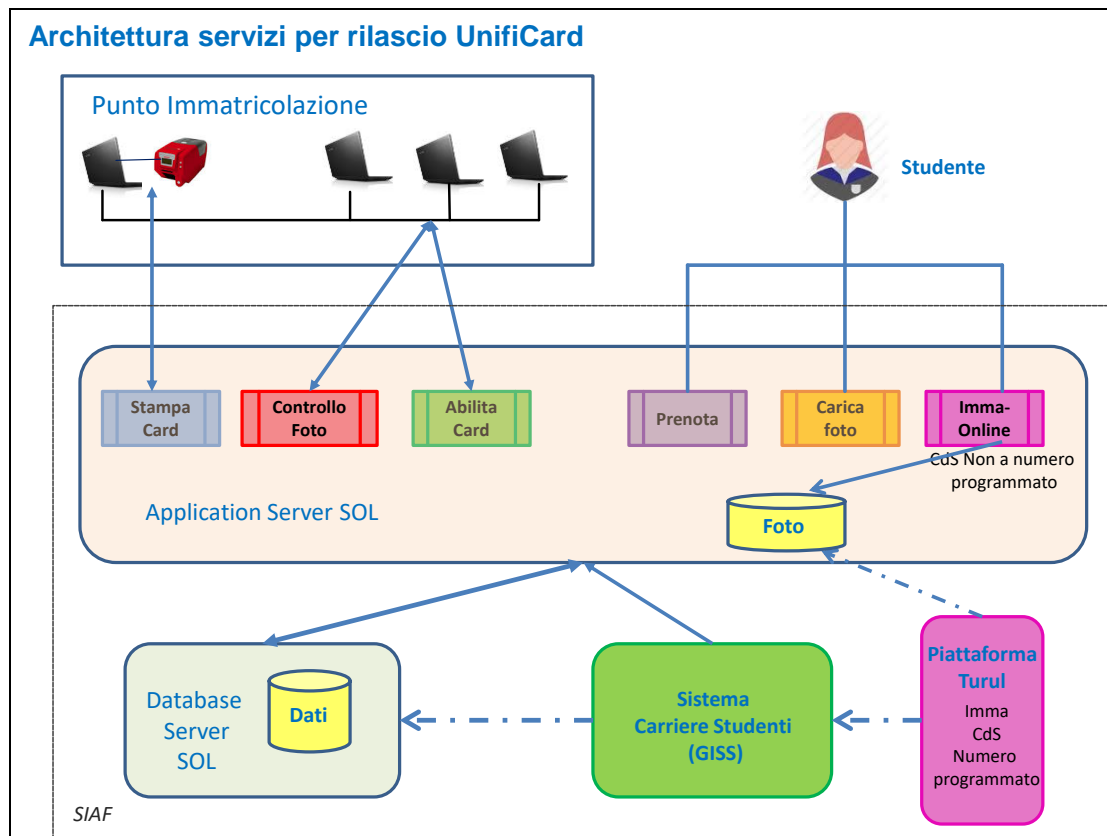 Architettura servizi per rilascio UnifiCard
Punto Immatricolazione
Studente
Stampa
Card
Controllo
Foto
Abilita
Card
Prenota
Carica
foto
Imma-
Online
CdS Non a numero
programmato
Application Server SOL
Foto
Database
Server
SOL
Dati
Sistema
Carriere Studenti
(GISS)
Piattaforma
Turul
Imma
CdS
Numero
programmato
SIAF